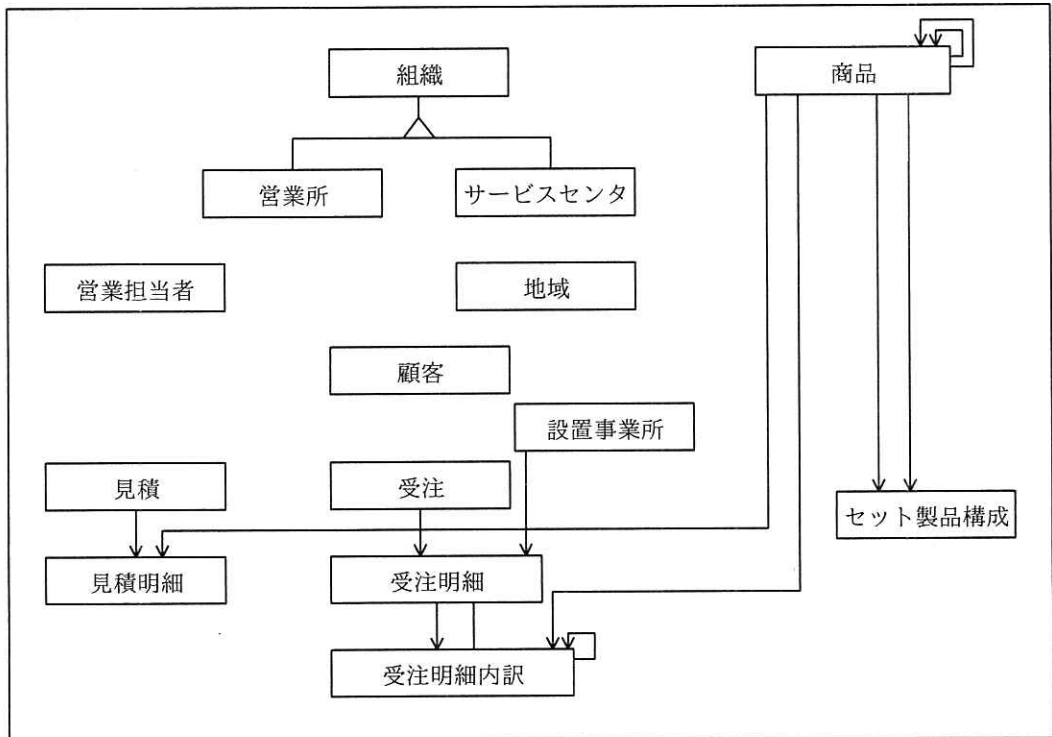 組織
商品
営業所
サービスセンタ
営業担当者
地域
顧客
設置事業所
見積
受注
セット製品構成
見積明細
受注明細
受注明細内訳